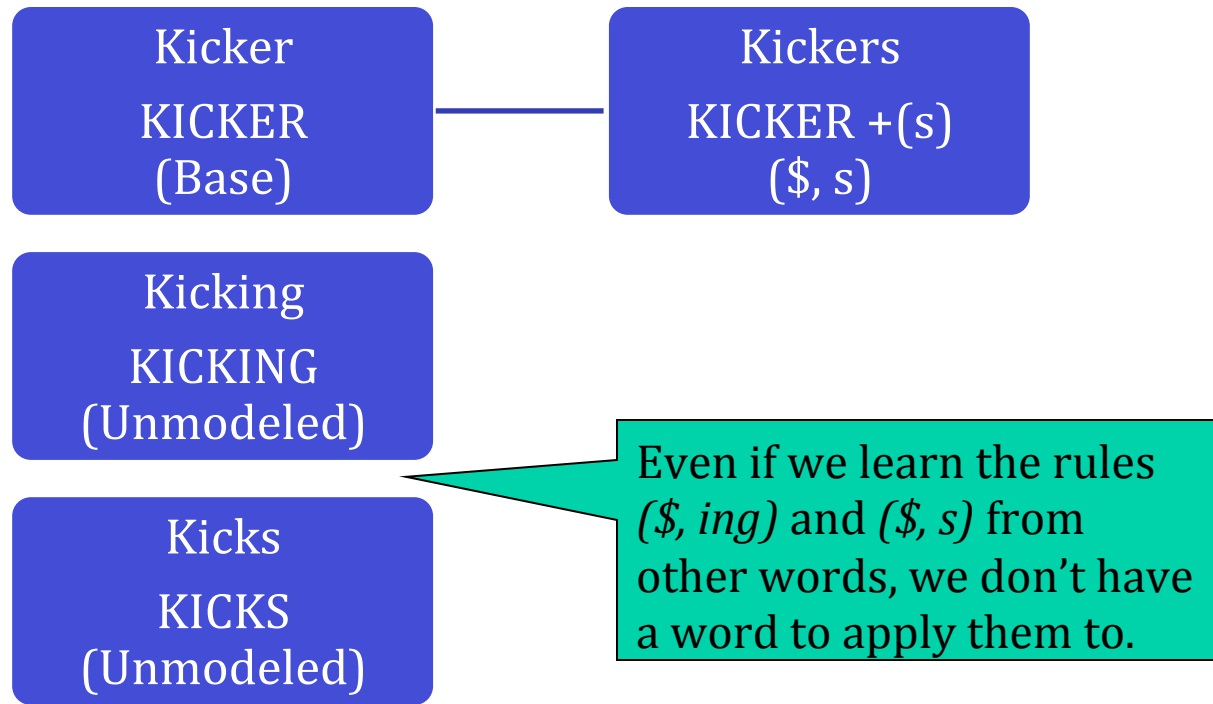 Kicker
KICKER
(Base)
Kickers
KICKER +(s)
($, s)
Kicking
KICKING
(Unmodeled)
Kicks
KICKS
(Unmodeled)
Even if we learn the rules
($, ing) and ($, s) from
other words, we don’t have
a word to apply them to.